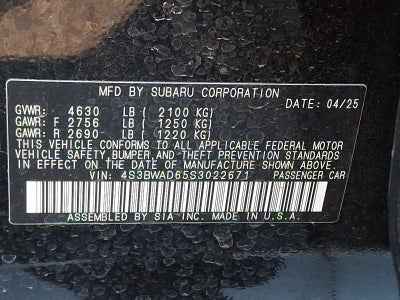 MFD BY SUBARU CORPORATION
DATE: 04/25
GVWR: 4630 LB ( 2100 KG)
GAWR: F 2756 LB ( 1250 KG)
GAWR: R 2690 LB ( 1220 KG)
THIS VEHICLE CONFORMS TO ALL APPLICABLE FEDERAL MOTOR
VEHICLE SAFETY,BUMPER,AND THEFT PREVENTION STANDARDS
IN EFFECT ON THE DATE OF MANUFACTURE SHOWN ABOVE.
VIN: 4S3BWAD65S3022671 PASSENGER CAR
ASSEMBLED BY SIA INC. MADE IN U.S.A.